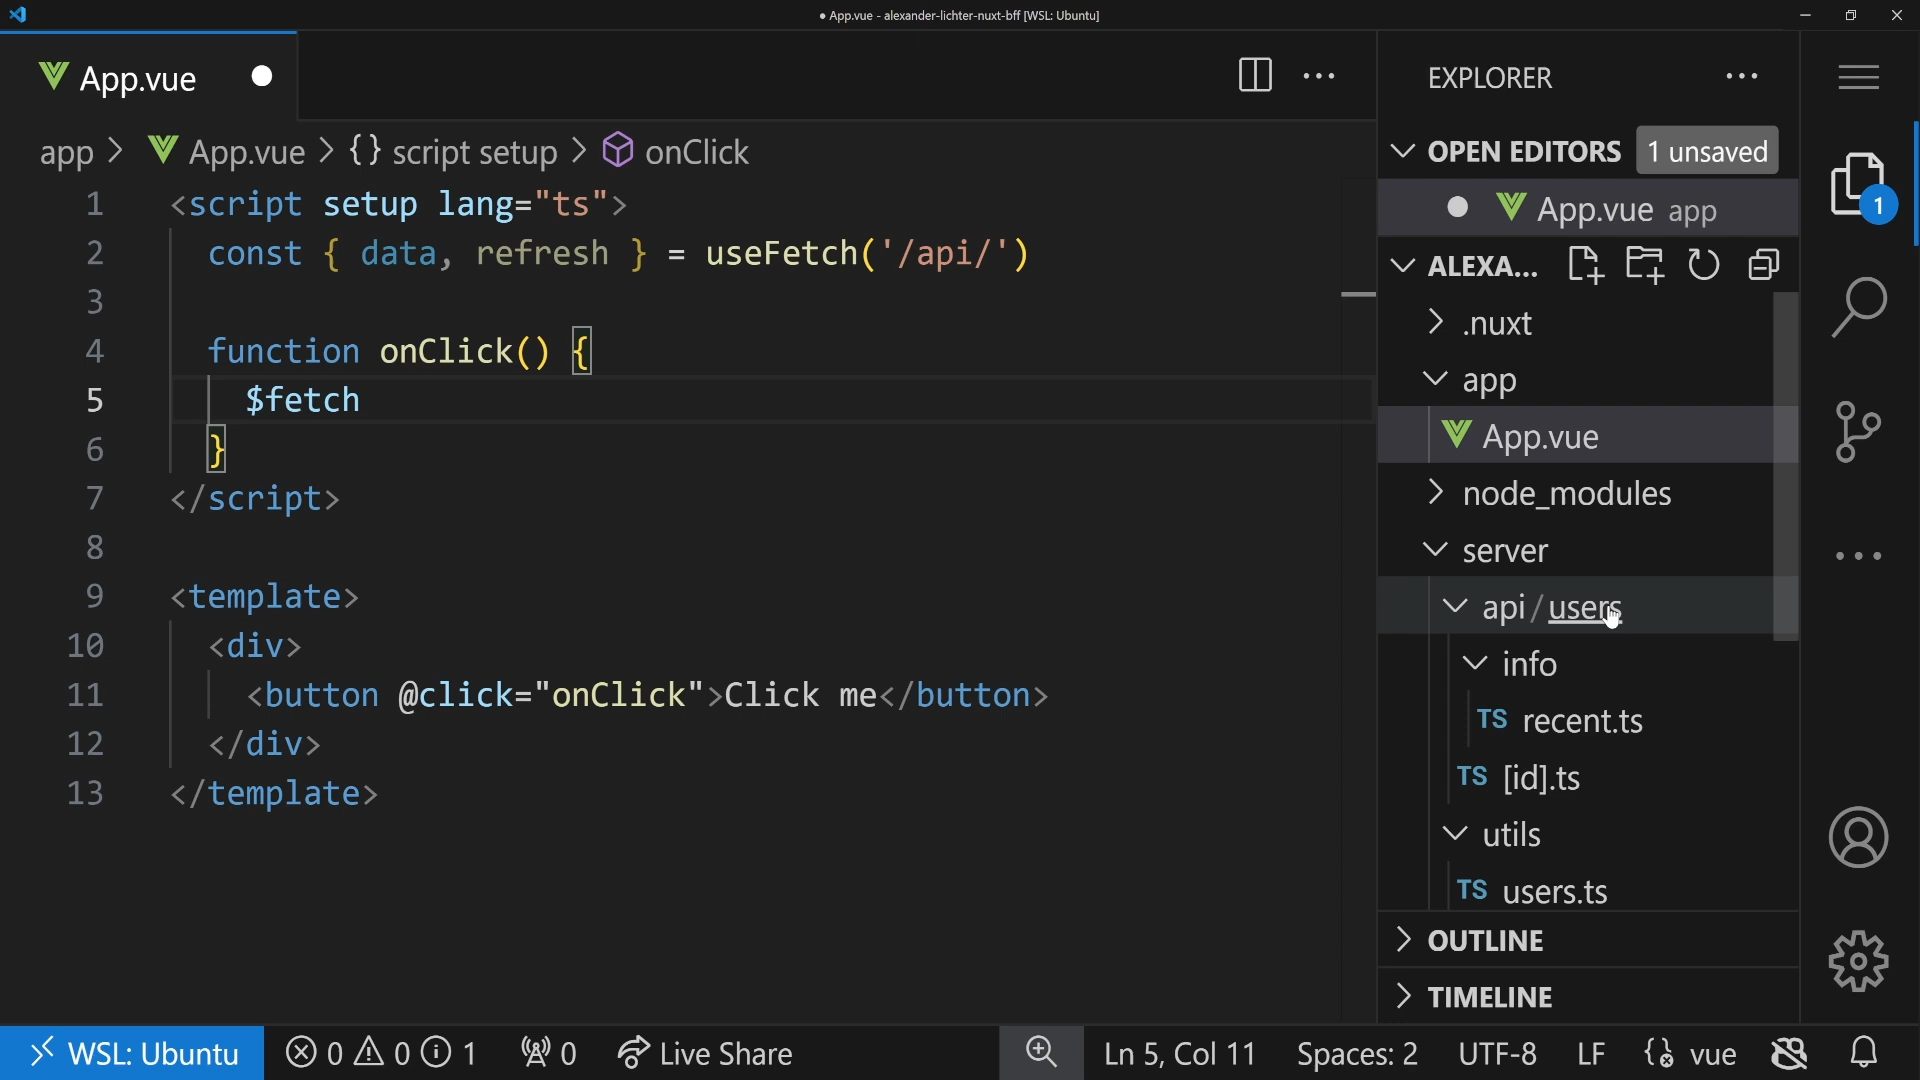 ● App.vue - alexander-lichter-nuxt-bff [WSL: Ubuntu]
App.vue
app > App.vue > {} script setup > onClick
1 <script setup lang="ts">
2 const { data, refresh } = useFetch('/api/')
3
4 function onClick() {
5 $fetch
6 }
7 </script>
8
9 <template>
10 <div>
11 <button @click="onClick">Click me</button>
12 </div>
13 </template>
EXPLORER
OPEN EDITORS 1 unsaved
App.vue app
1
ALEXA...
.nuxt
app
App.vue
node_modules
server
api/users
info
TS recent.ts
TS [id].ts
utils
TS users.ts
OUTLINE
TIMELINE
WSL: Ubuntu 0 0 1 0 Live Share Ln 5, Col 11 Spaces: 2 UTF-8 LF vue